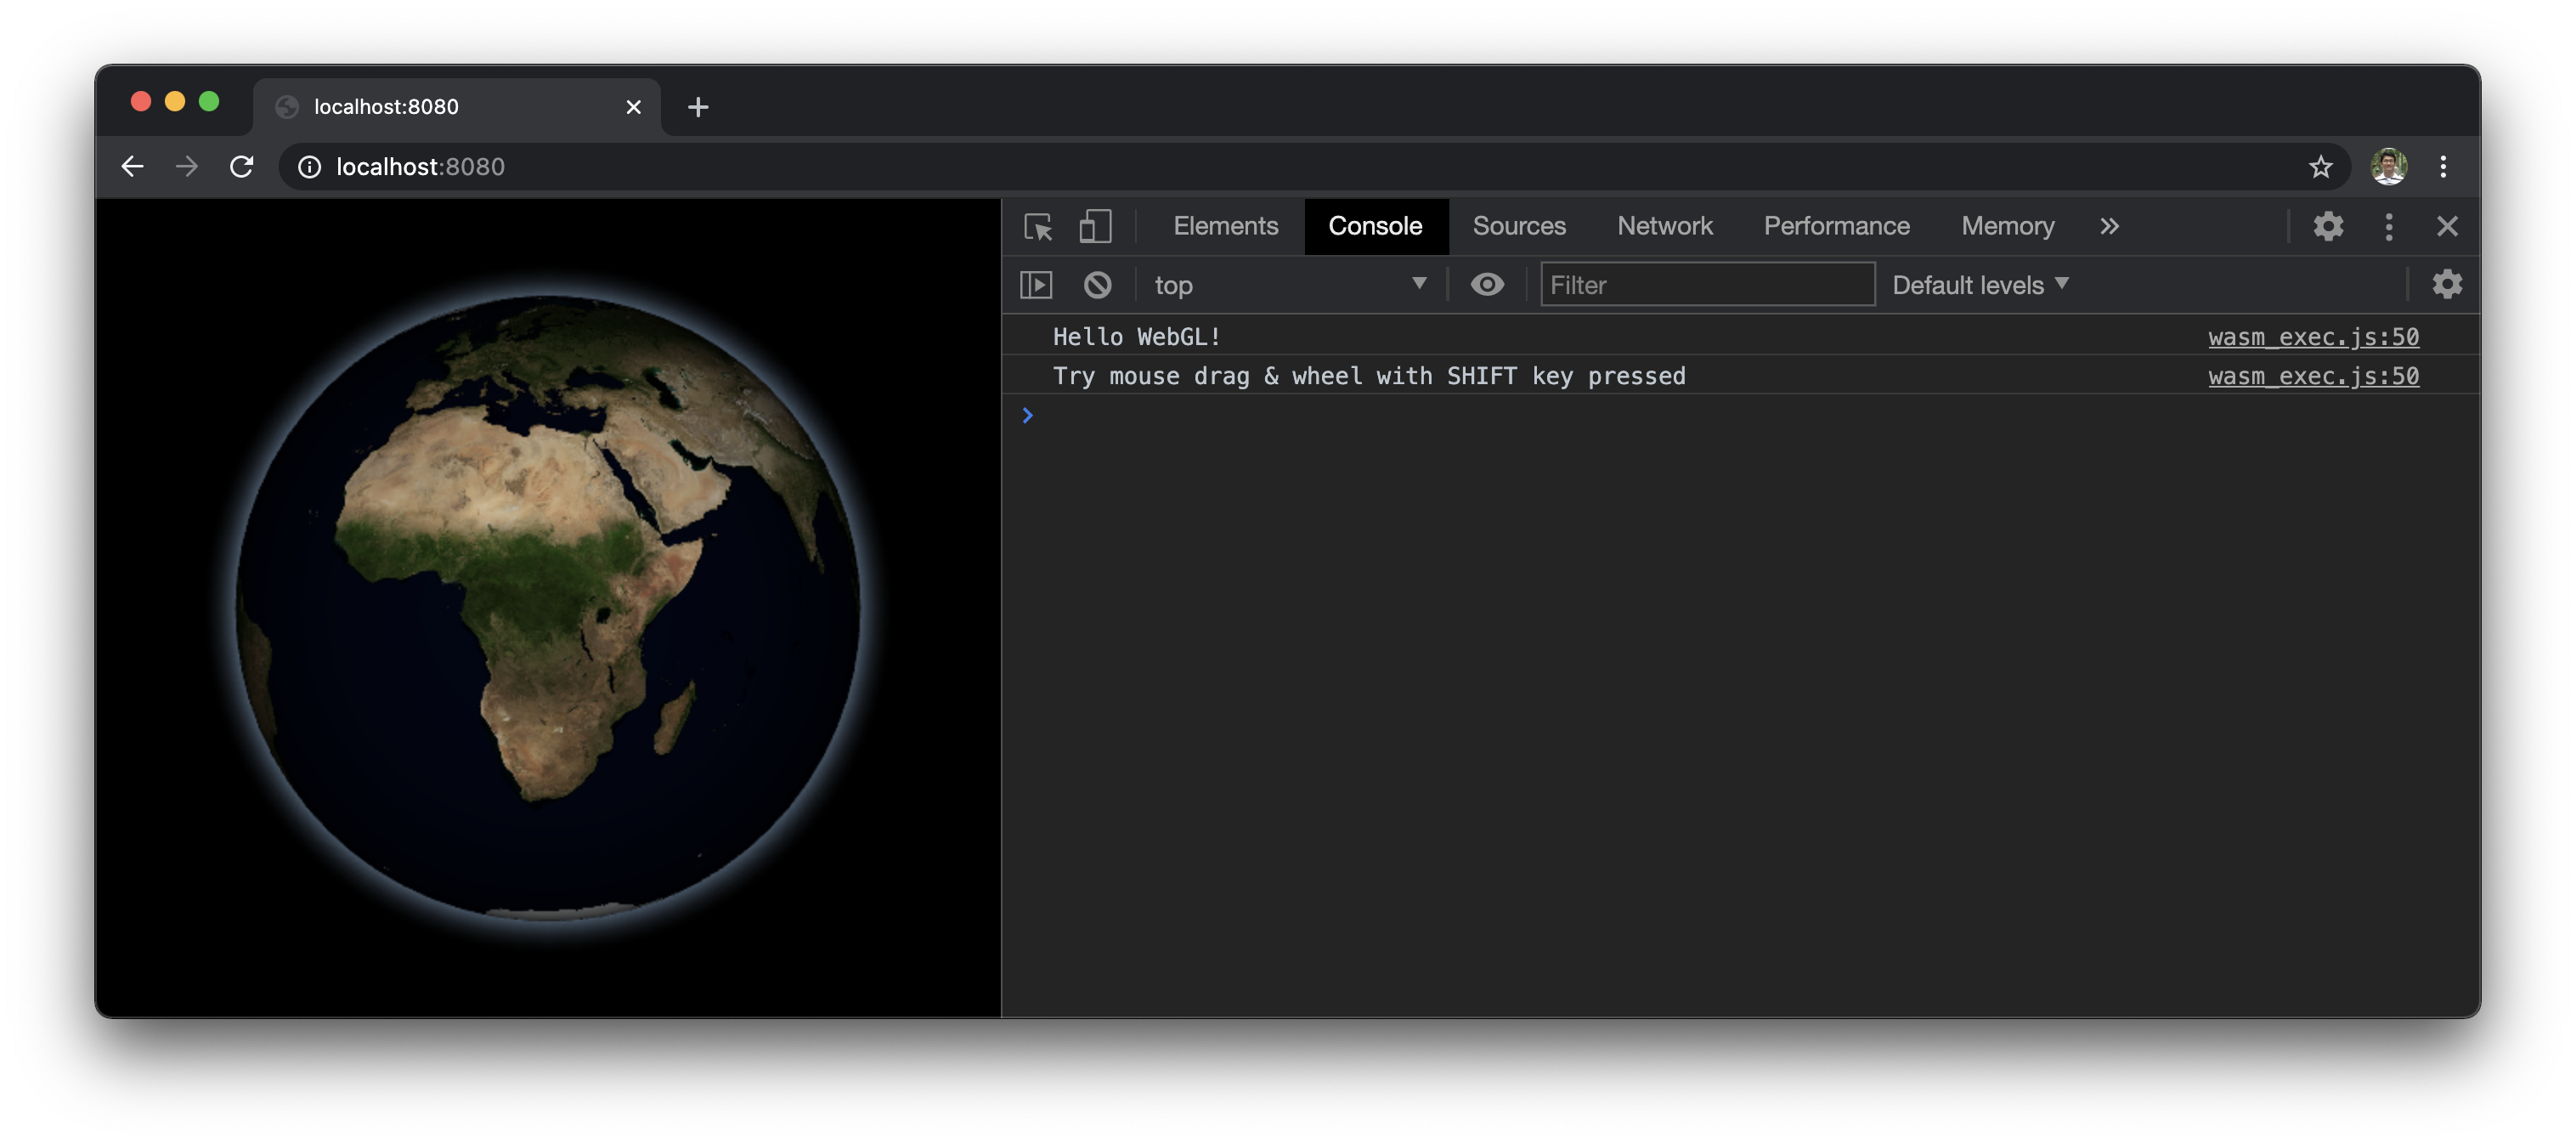 localhost:8080
localhost:8080
Elements Console Sources Network Performance Memory
top Filter Default levels
Hello WebGL! wasm_exec.js:50
Try mouse drag & wheel with SHIFT key pressed wasm_exec.js:50